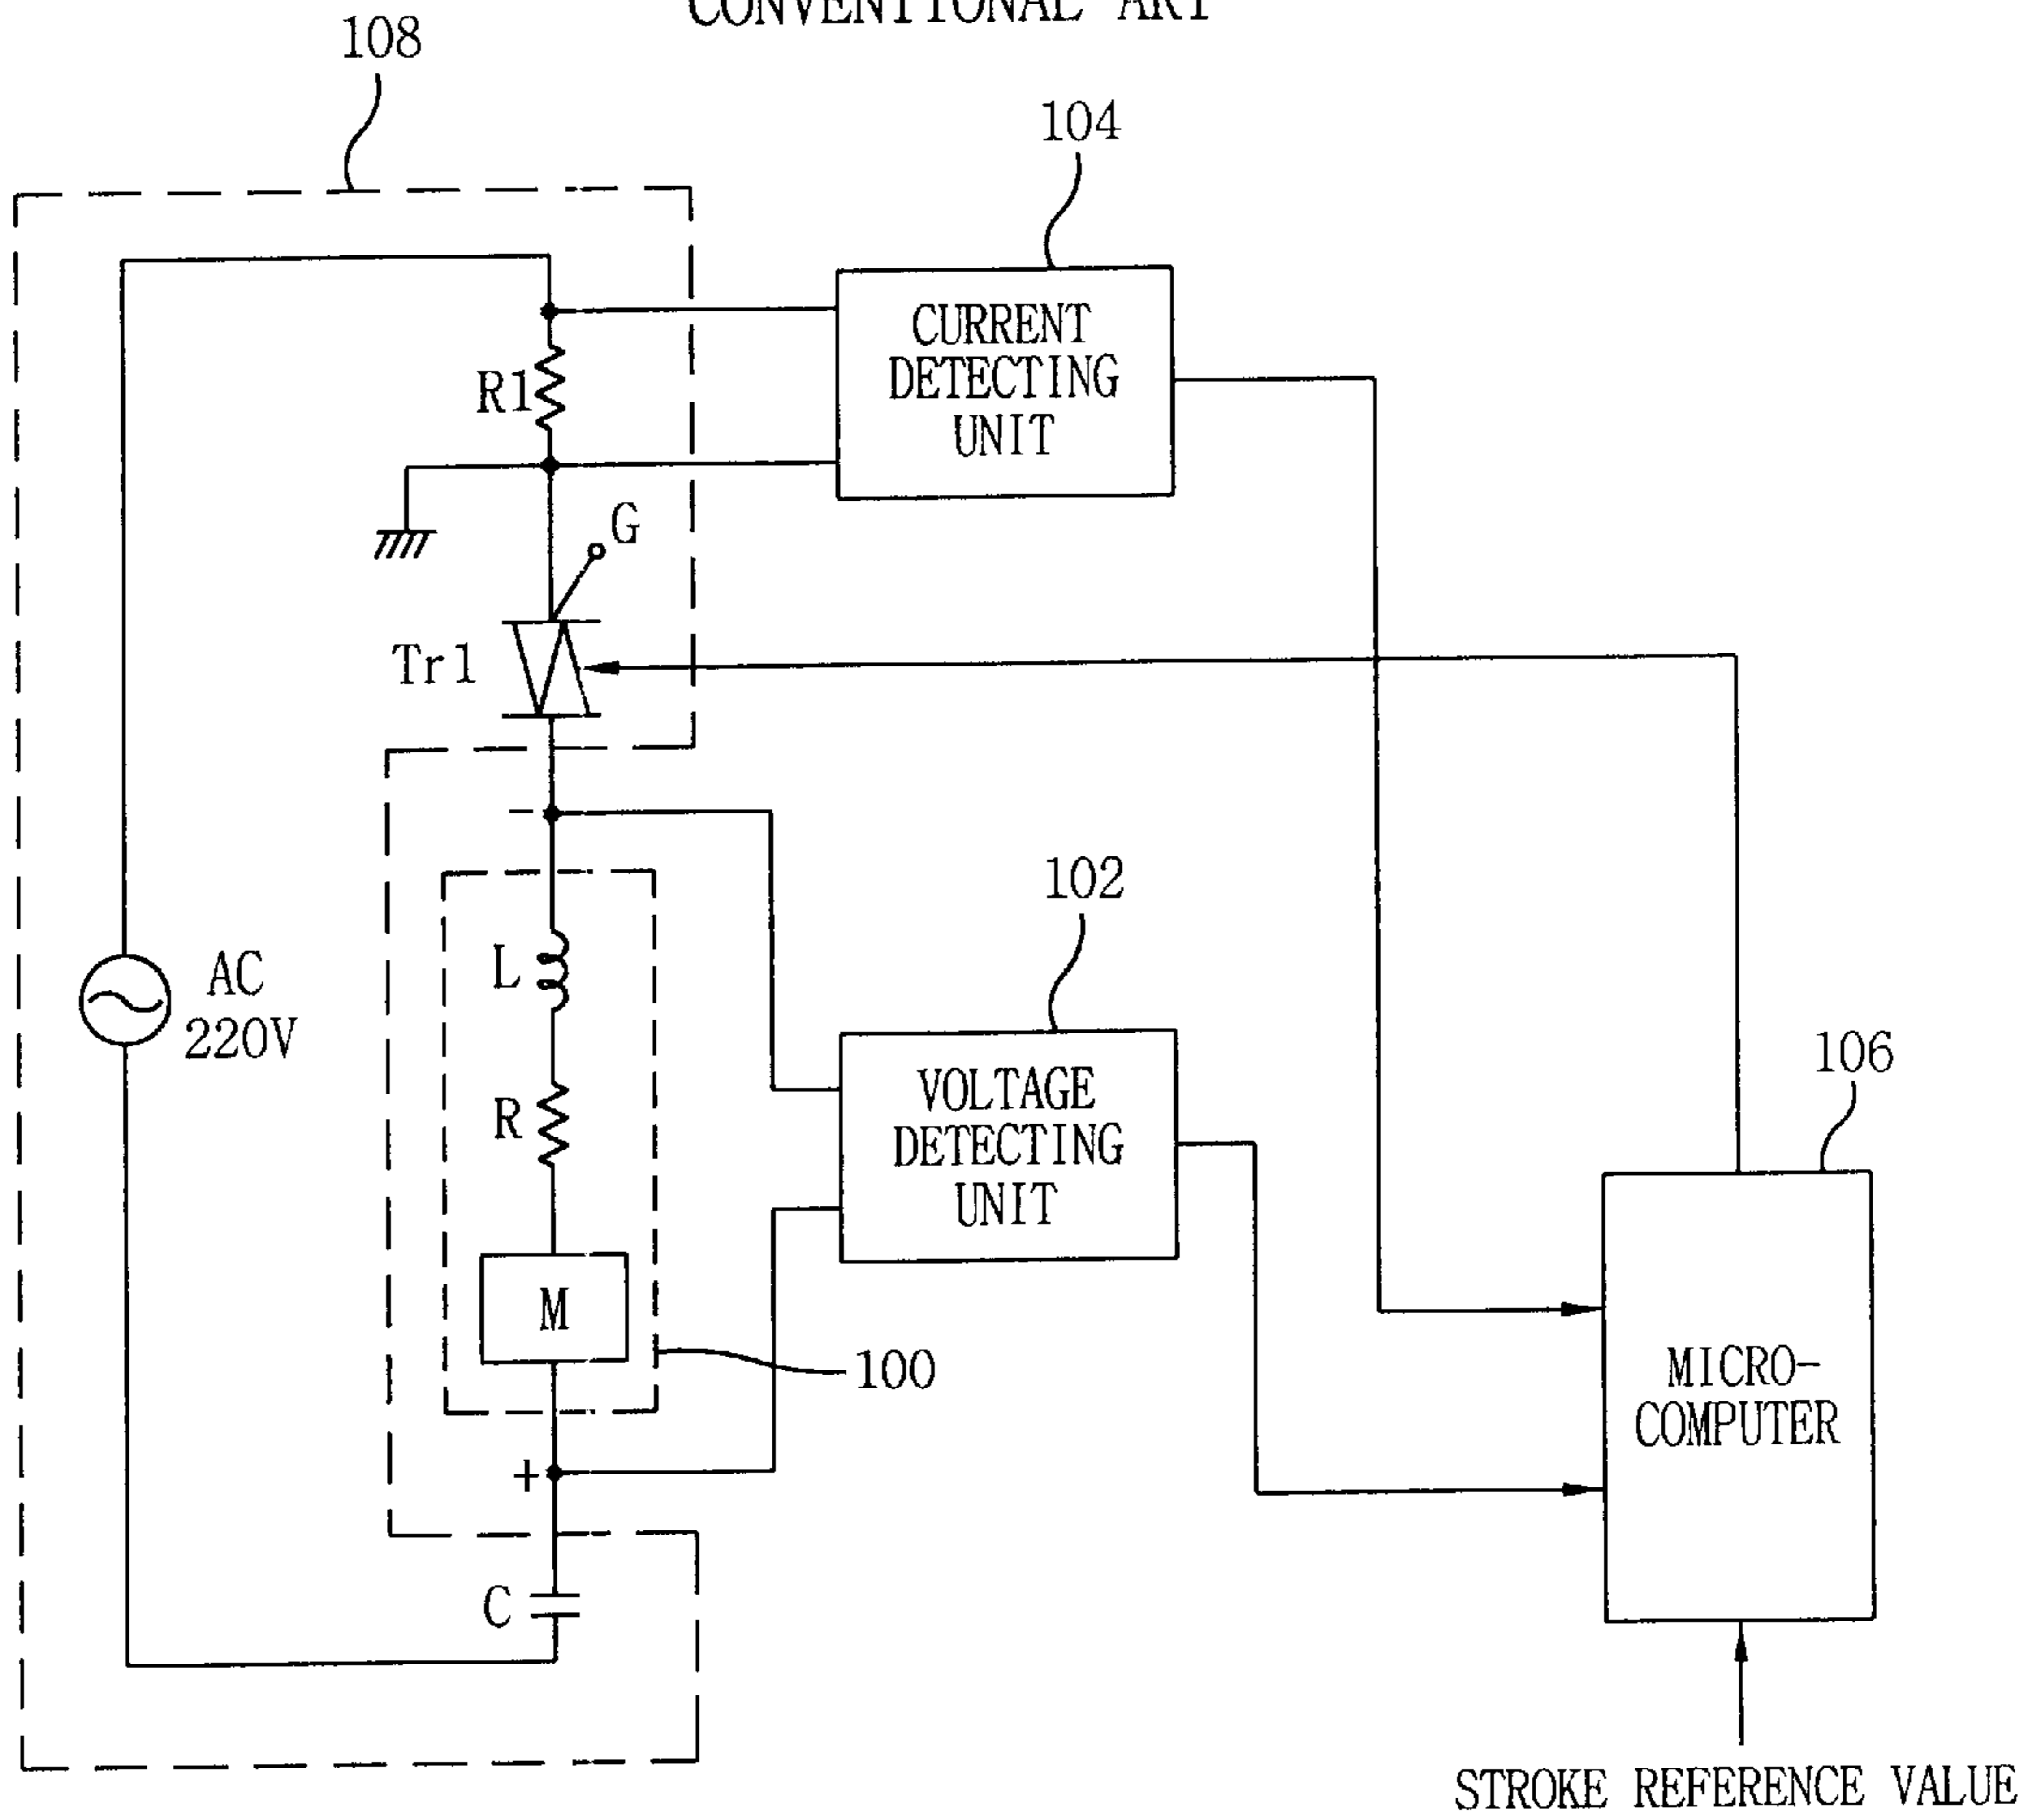 CONVENTIONAL ART
108
104
CURRENT
DETECTING
UNIT
R1
G
Tr1
-
102
L
AC
220V
106
VOLTAGE
DETECTING
UNIT
R
M
100
MICRO-
COMPUTER
+
C
STROKE REFERENCE VALUE